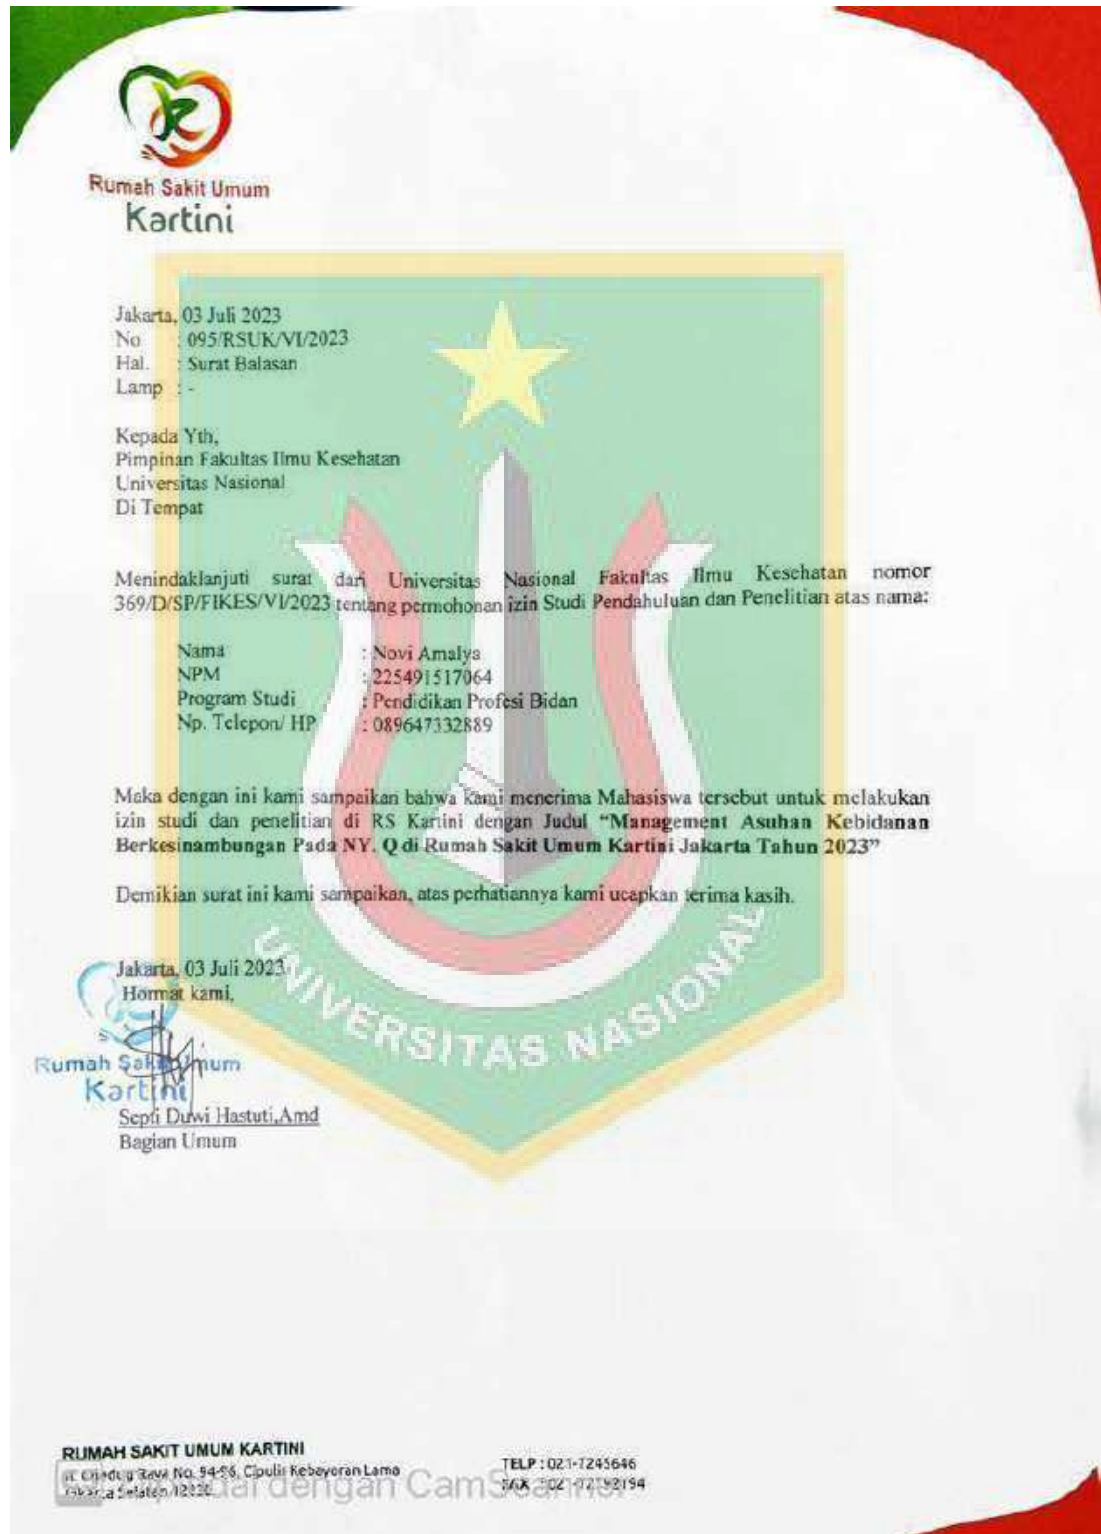 Rumah Sakit Umum
Kartini
Jakarta, 03 Juli 2023
No : 095/RSUK/VI/2023
Hal. : Surat Balasan
Lamp : -
Kepada Yth,
Pimpinan Fakultas Ilmu Kesehatan
Universitas Nasional
Di Tempat
Menindaklanjuti surat dari Universitas Nasional Fakultas Ilmu Kesehatan nomor
369/D/SP/FIKES/VI/2023 tentang permohonan izin Studi Pendahuluan dan Penelitian atas nama:
Nama : Novi Amalya
NPM : 225491517064
Program Studi : Pendidikan Profesi Bidan
Np. Telepon/ HP : 089647332889
Maka dengan ini kami sampaikan bahwa kami menerima Mahasiswa tersebut untuk melakukan
izin studi dan penelitian di RS Kartini dengan Judul “Management Asuhan Kebidanan
Berkesinambungan Pada NY. Q di Rumah Sakit Umum Kartini Jakarta Tahun 2023”
Demikian surat ini kami sampaikan, atas perhatiannya kami ucapkan terima kasih.
UNIVERSITAS NASIONAL
Jakarta, 03 Juli 2023
Hormat kami,
Rumah Sakit Umum
Kartini
Septi Duwi Hastuti,Amd
Bagian Umum
RUMAH SAKIT UMUM KARTINI
Raya No. 94-96, Cipulir Kebayoran Lama
Jakarta Selatan
TELP : 021-7245646
FAX
dengan CamScanner